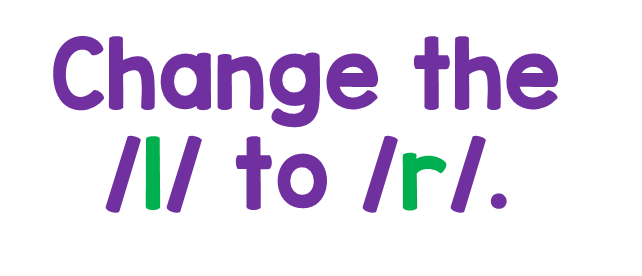 Change the
/l/ to /r/.